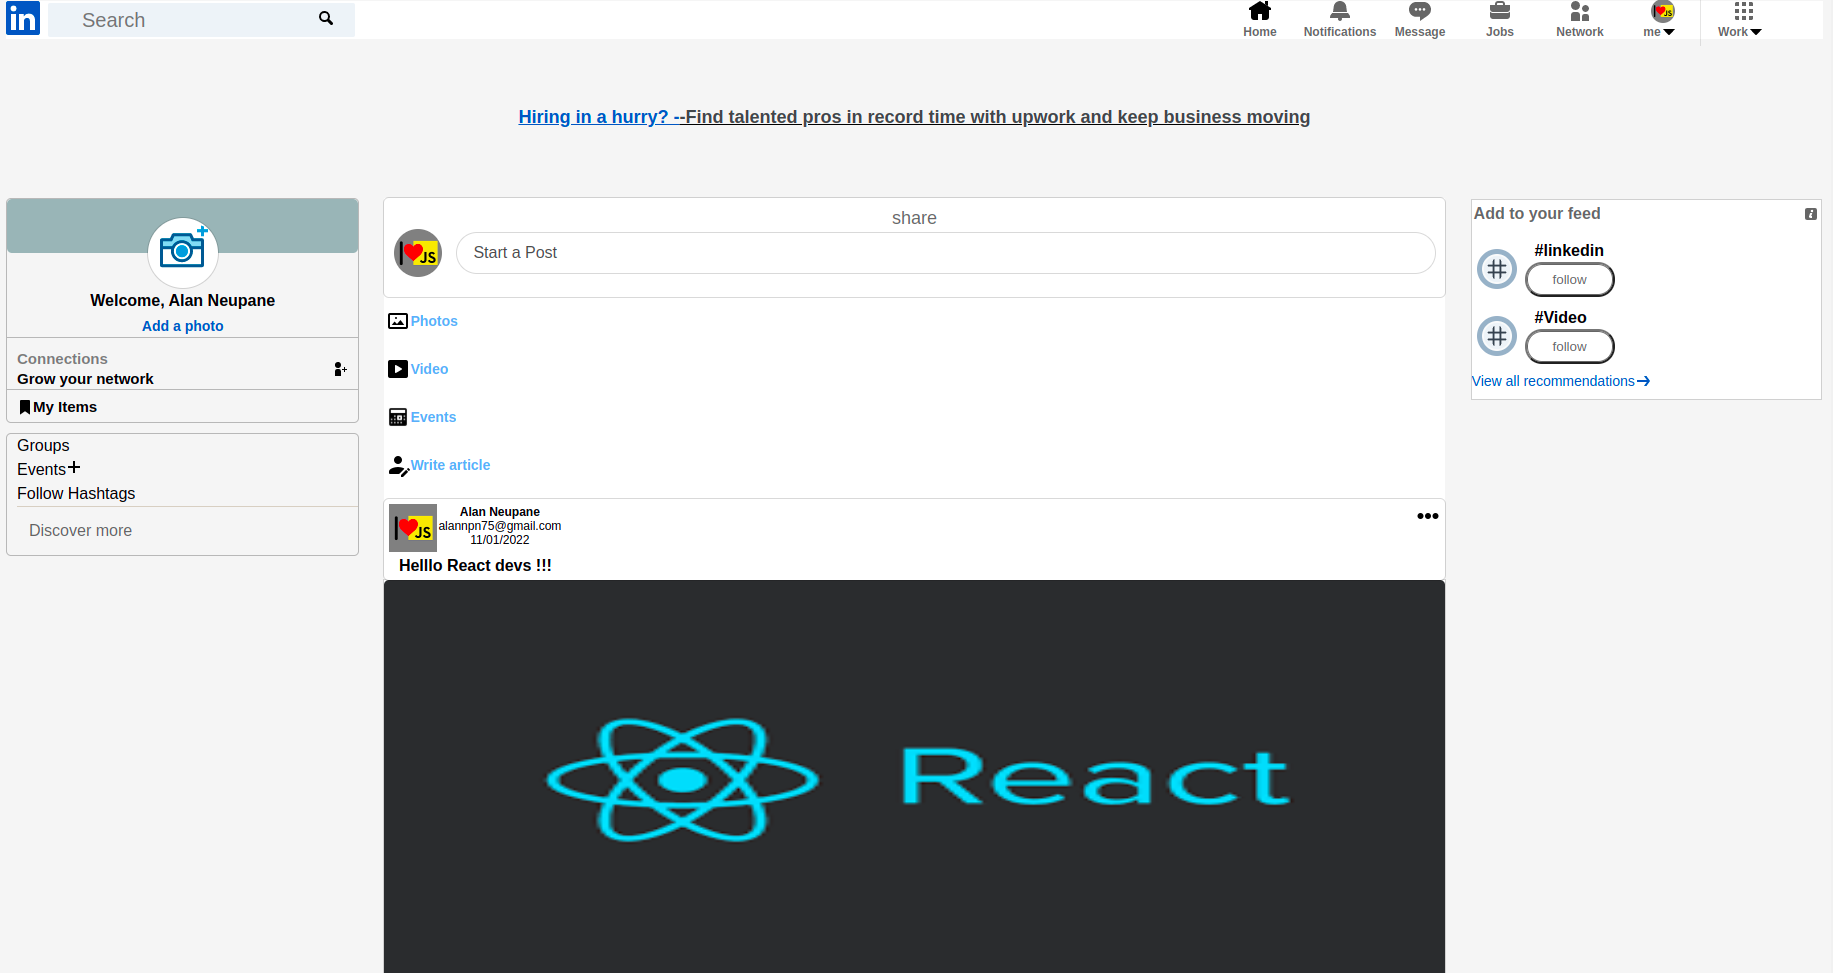 in
Search
Home
Notifications
Message
Jobs
Network
me
Work
Hiring in a hurry? --Find talented pros in record time with upwork and keep business moving
Welcome, Alan Neupane
Add a photo
Connections
Grow your network
My Items
Groups
Events
Follow Hashtags
Discover more
share
I JS
Start a Post
Photos
Video
Events
Write article
I JS
Alan Neupane
alannpn75@gmail.com
11/01/2022
Helllo React devs !!!
React
Add to your feed
#linkedin
follow
#Video
follow
View all recommendations